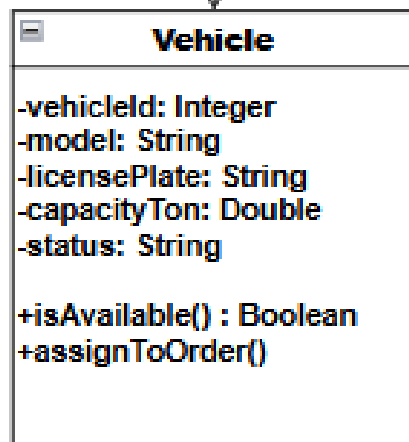 Vehicle
-vehicleId: Integer
-model: String
-licensePlate: String
-capacityTon: Double
-status: String
+isAvailable() : Boolean
+assignToOrder()